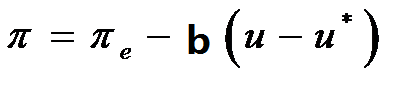 π = π_e − b (u − u*)